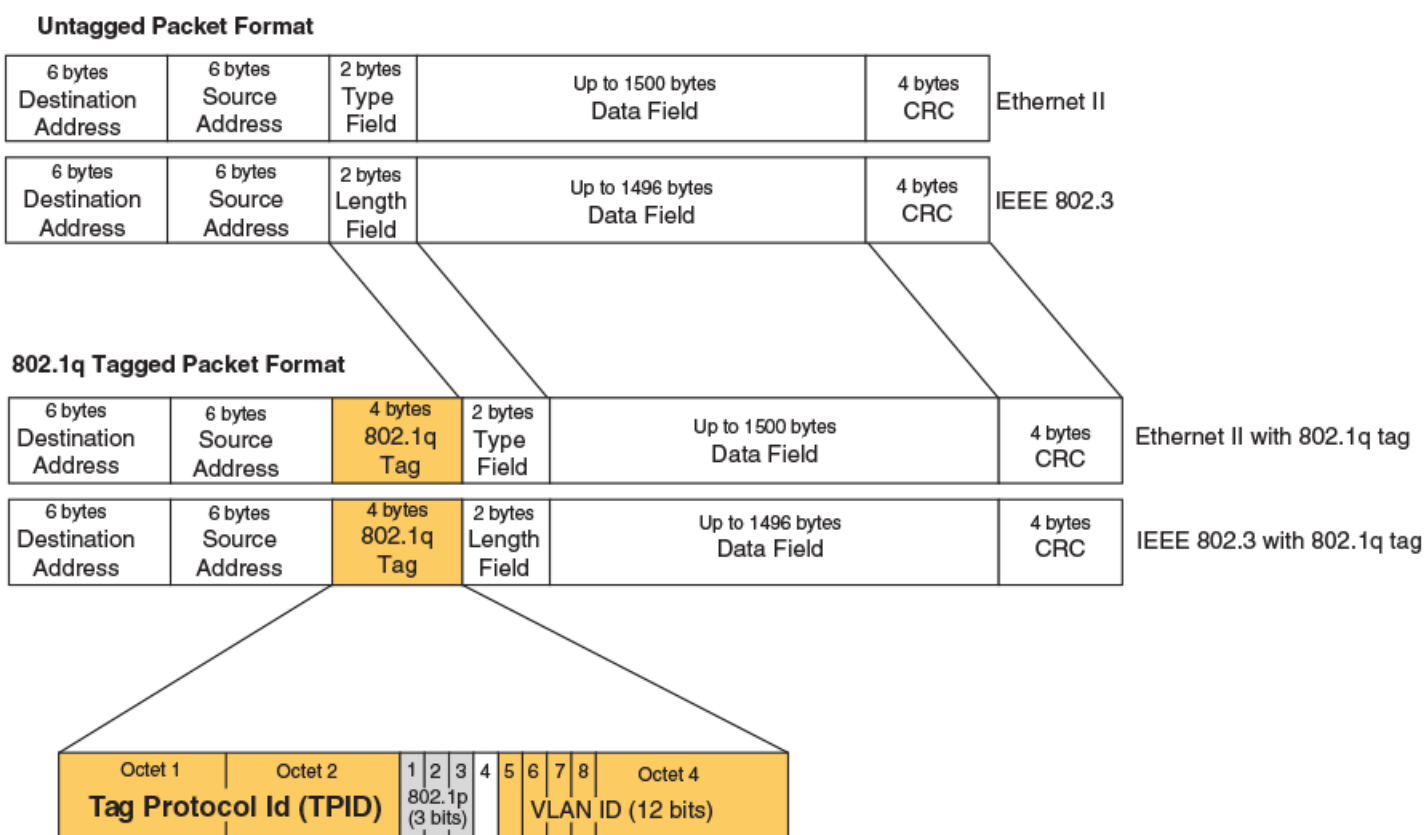 Untagged Packet Format
6 bytes
Destination
Address
6 bytes
Source
Address
2 bytes
Type
Field
Up to 1500 bytes
Data Field
4 bytes
CRC
Ethernet II
6 bytes
Destination
Address
6 bytes
Source
Address
2 bytes
Length
Field
Up to 1496 bytes
Data Field
4 bytes
CRC
IEEE 802.3
802.1q Tagged Packet Format
6 bytes
Destination
Address
6 bytes
Source
Address
4 bytes
802.1q
Tag
2 bytes
Type
Field
Up to 1500 bytes
Data Field
4 bytes
CRC
Ethernet II with 802.1q tag
6 bytes
Destination
Address
6 bytes
Source
Address
4 bytes
802.1q
Tag
2 bytes
Length
Field
Up to 1496 bytes
Data Field
4 bytes
CRC
IEEE 802.3 with 802.1q tag
Octet 1
Octet 2
1 2 3 4 5 6 7 8
Octet 4
Tag Protocol Id (TPID)
802.1p
(3 bits)
VLAN ID (12 bits)